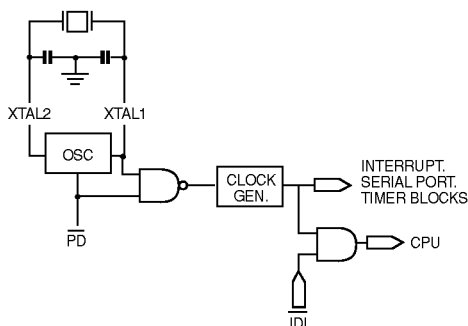 XTAL2
XTAL1
OSC
PD
CLOCK
GEN.
INTERRUPT.
SERIAL PORT.
TIMER BLOCKS
CPU
IDL